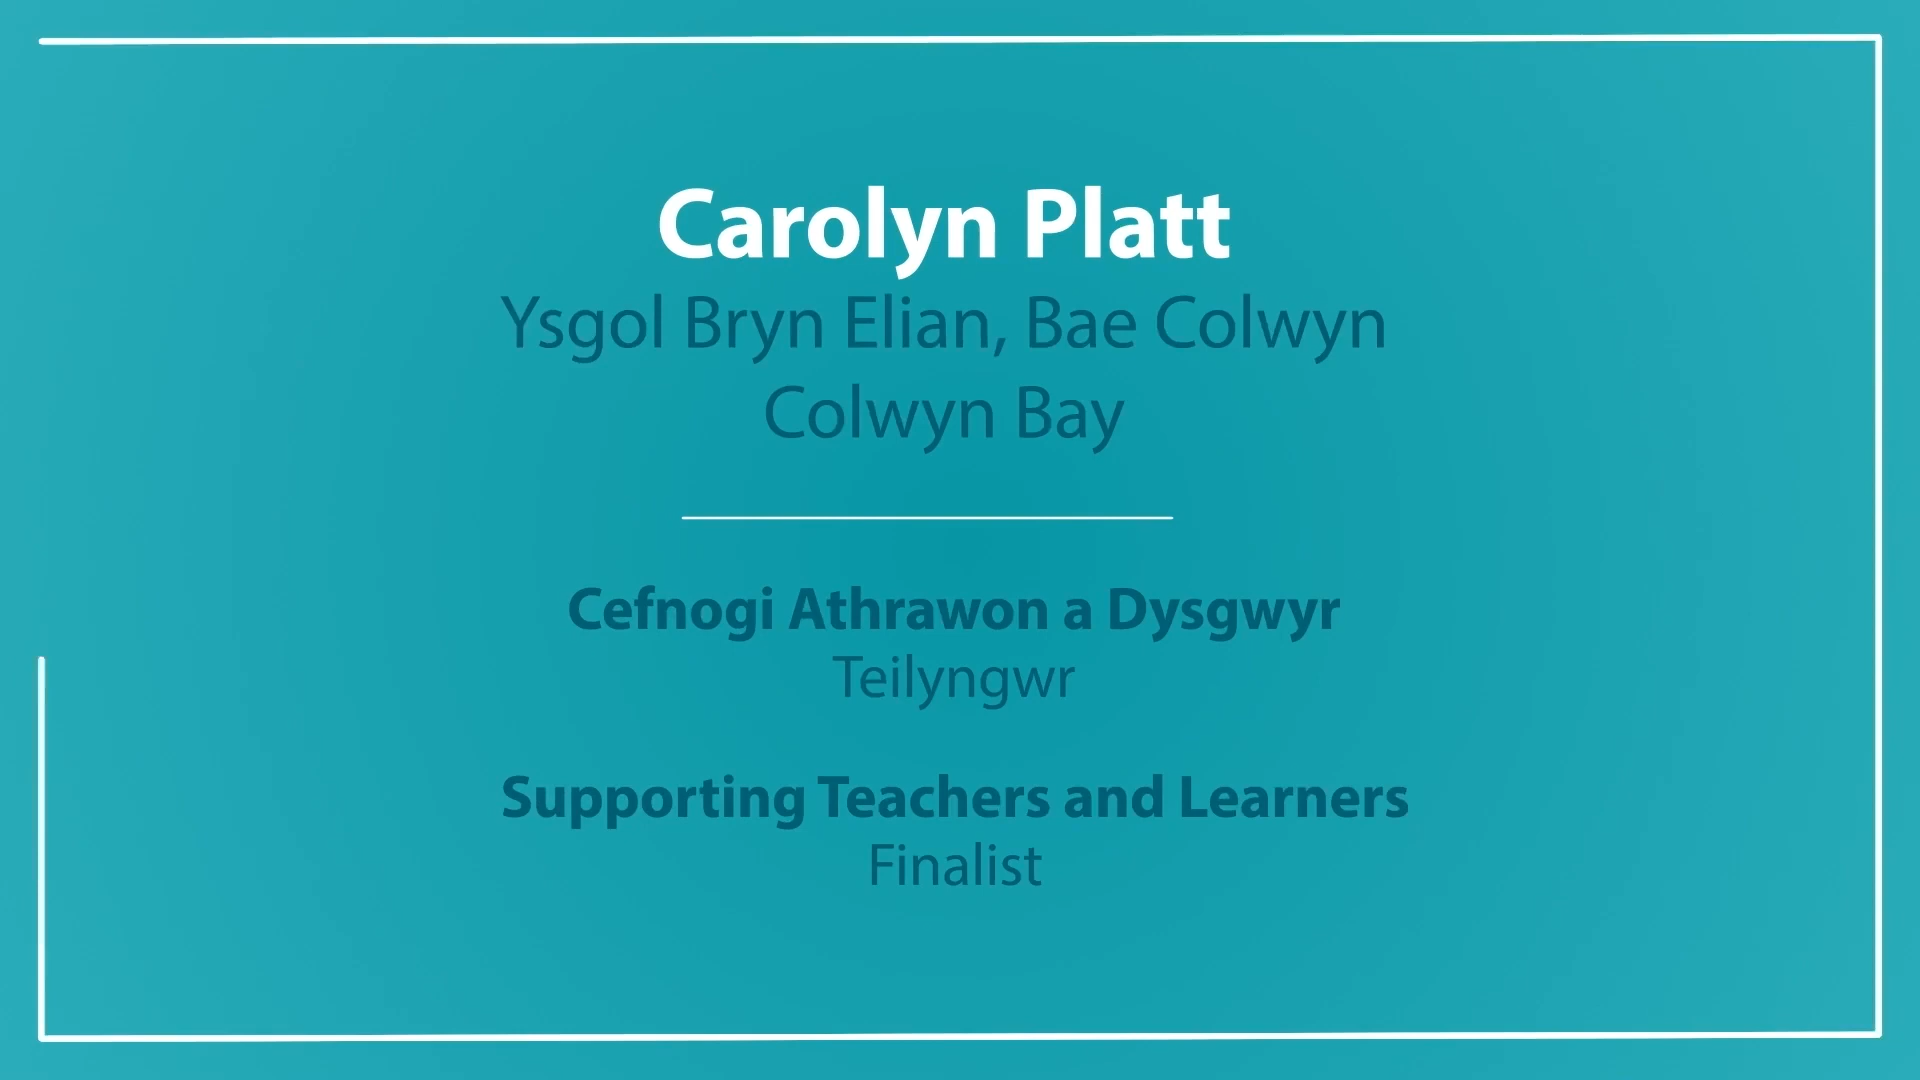 Carolyn Platt
Ysgol Bryn Elian, Bae Colwyn
Colwyn Bay
Cefnogi Athrawon a Dysgwyr
Teilyngwr
Supporting Teachers and Learners
Finalist